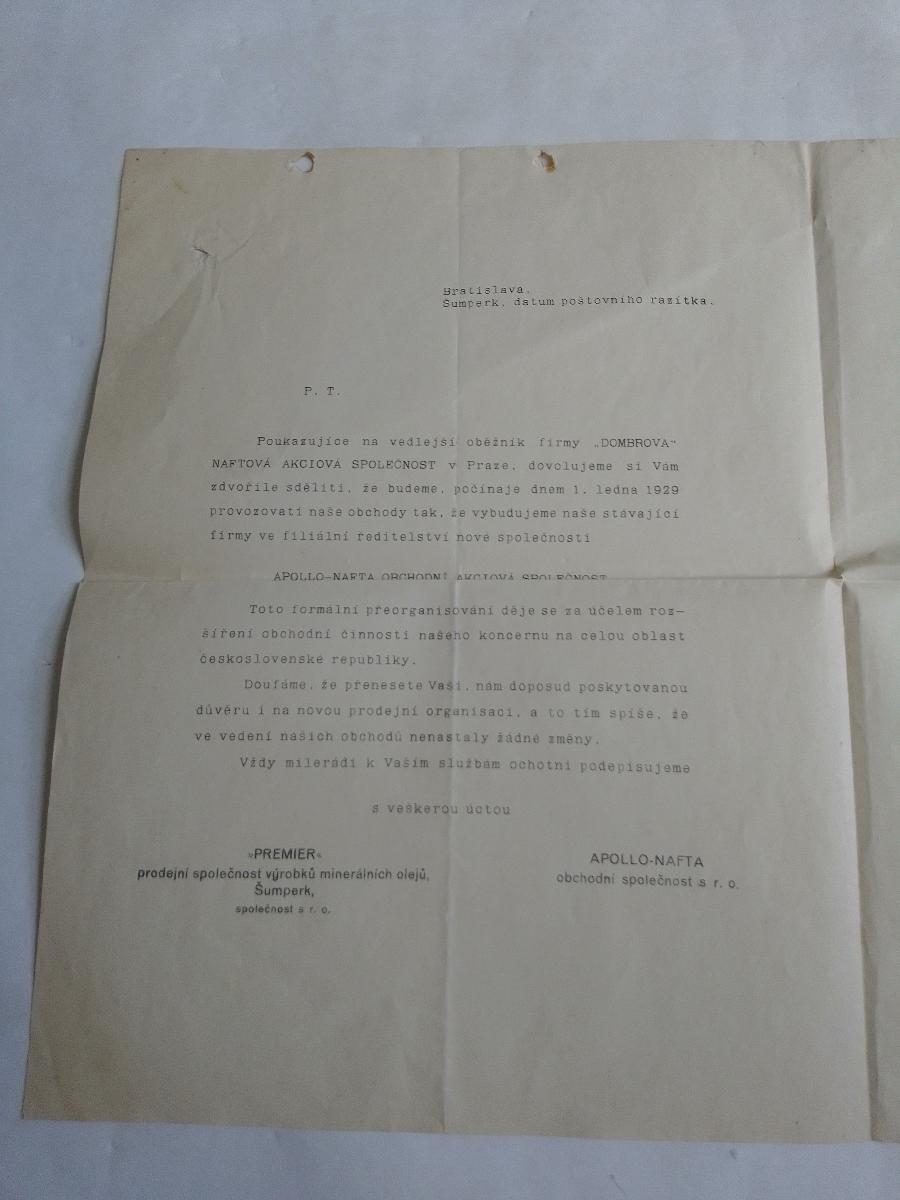 Bratislava,
Šumperk, datum poštovního razítka.
P. T.
Poukazujíce na vedlejší oběžník firmy „DOMBROVA“
NAFTOVÁ AKCIOVÁ SPOLEČNOST v Praze, dovolujeme si Vám
zdvořile sděliti, že budeme, počínaje dnem 1. ledna 1929
provozovati naše obchody tak, že vybudujeme naše stávající
firmy ve filiální ředitelství nové společnosti
APOLLO-NAFTA OBCHODNÍ AKCIOVÁ SPOLEČNOST.
Toto formální přeorganisování děje se za účelem roz-
šíření obchodní činnosti našeho koncernu na celou oblast
československé republiky.
Doufáme, že přenesete Vaši, nám doposud poskytovanou
důvěru i na novou prodejní organisaci, a to tím spíše, že
ve vedení našich obchodů nenastaly žádné změny.
Vždy milerádi k Vašim službám ochotni podepisujeme
s veškerou úctou
»PREMIER«
prodejní společnost výrobků minerálních olejů,
Šumperk,
společnost s r. o.
APOLLO-NAFTA
obchodní společnost s r. o.